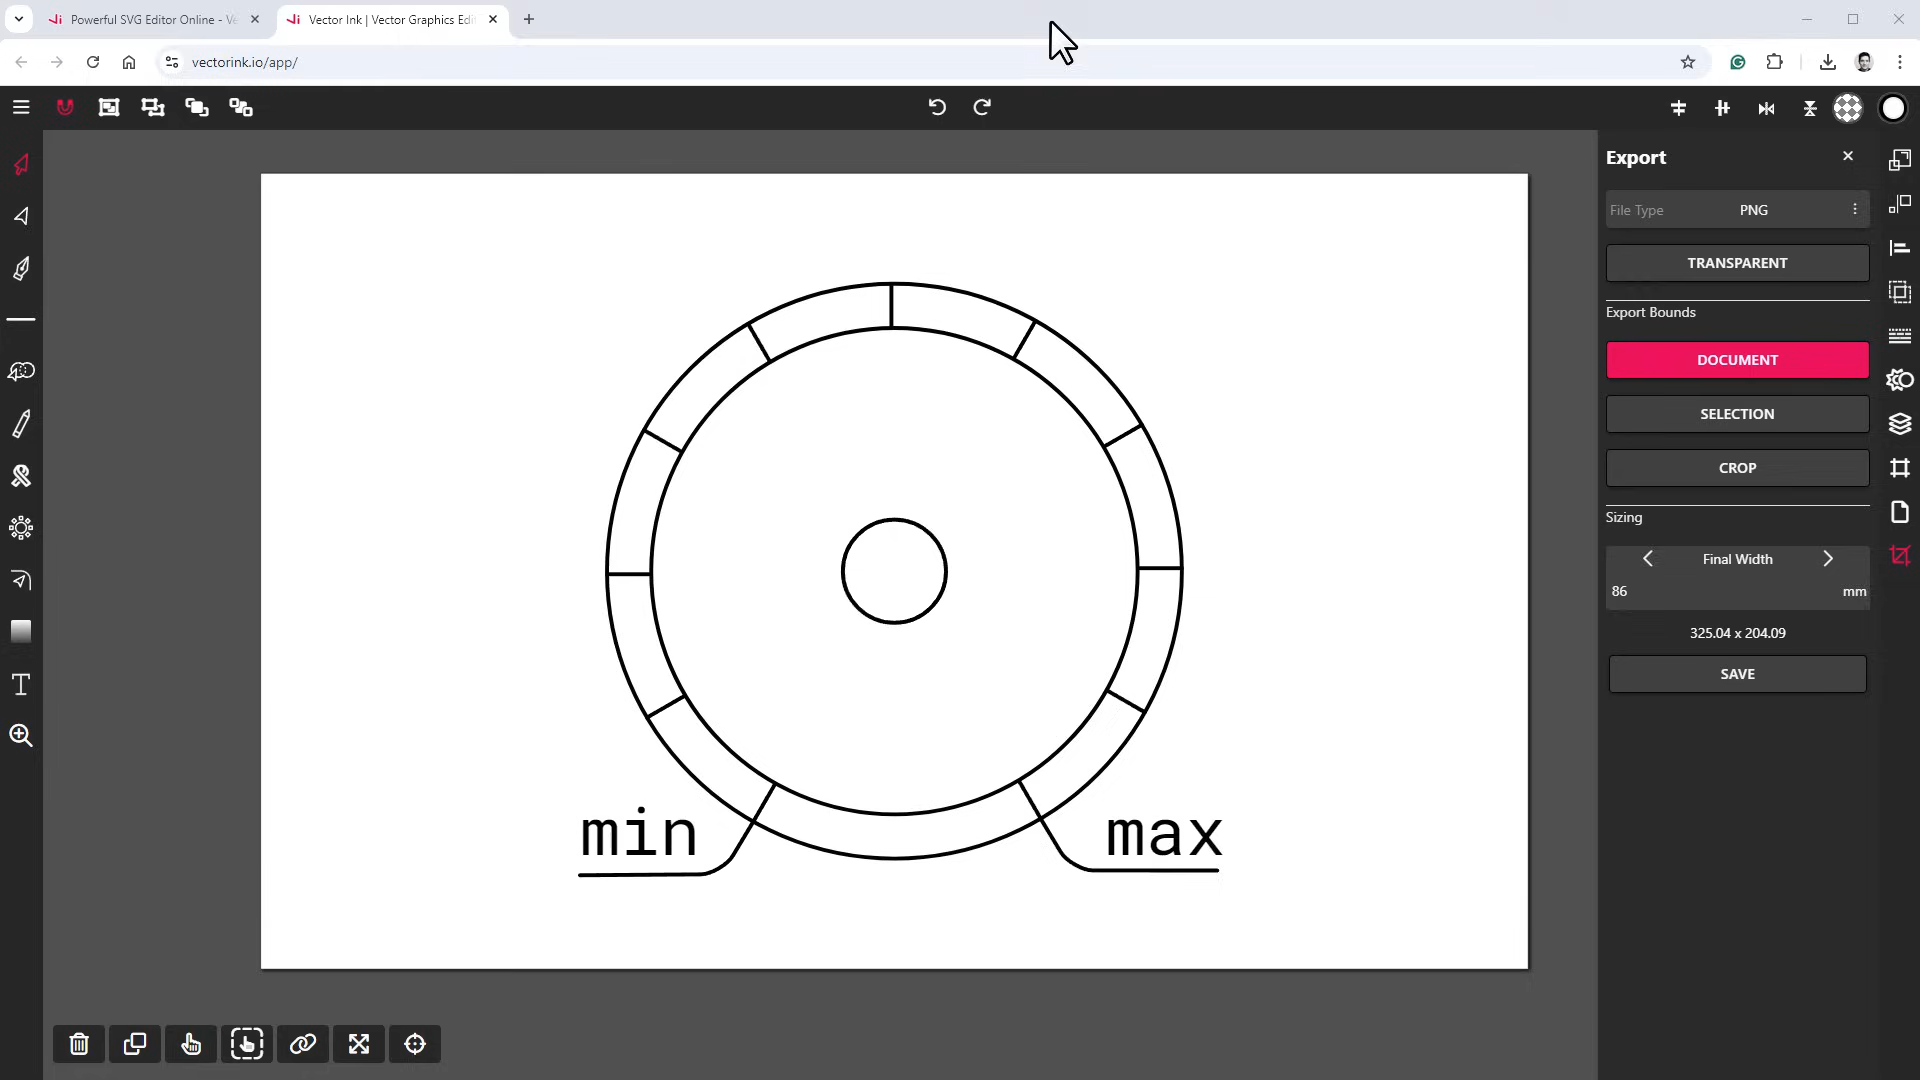 Powerful SVG Editor Online - Ve
Vector Ink | Vector Graphics Edi
vectorink.io/app/
Export
File Type PNG
TRANSPARENT
Export Bounds
DOCUMENT
SELECTION
CROP
Sizing
Final Width
86 mm
325.04 x 204.09
SAVE
min max